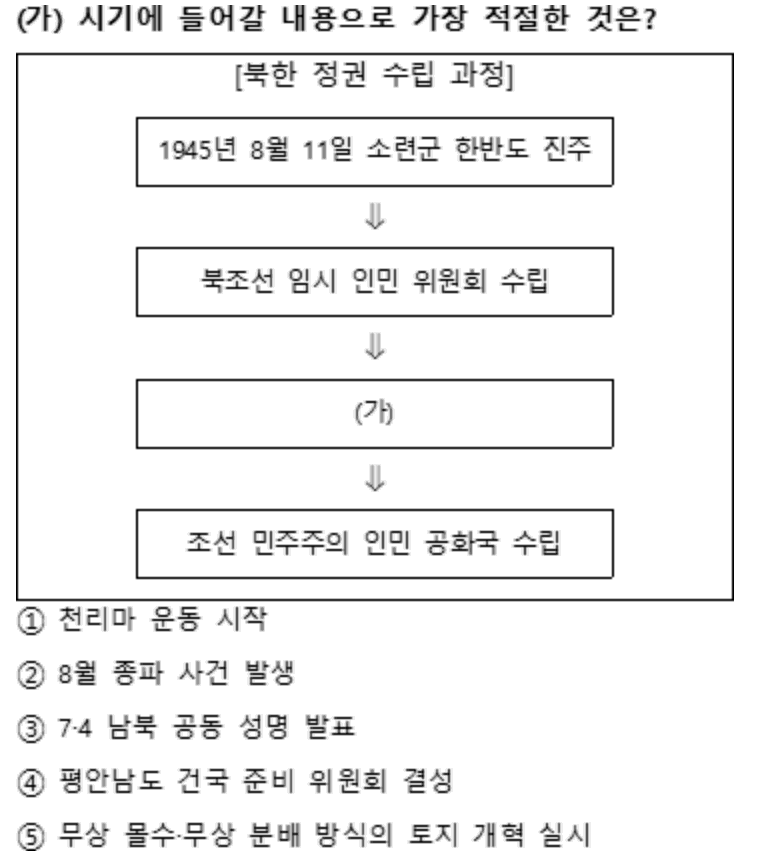 (가) 시기에 들어갈 내용으로 가장 적절한 것은?
[북한 정권 수립 과정]
1945년 8월 11일 소련군 한반도 진주
⇓
북조선 임시 인민 위원회 수립
⇓
(가)
⇓
조선 민주주의 인민 공화국 수립
① 천리마 운동 시작
② 8월 종파 사건 발생
③ 7·4 남북 공동 성명 발표
④ 평안남도 건국 준비 위원회 결성
⑤ 무상 몰수·무상 분배 방식의 토지 개혁 실시